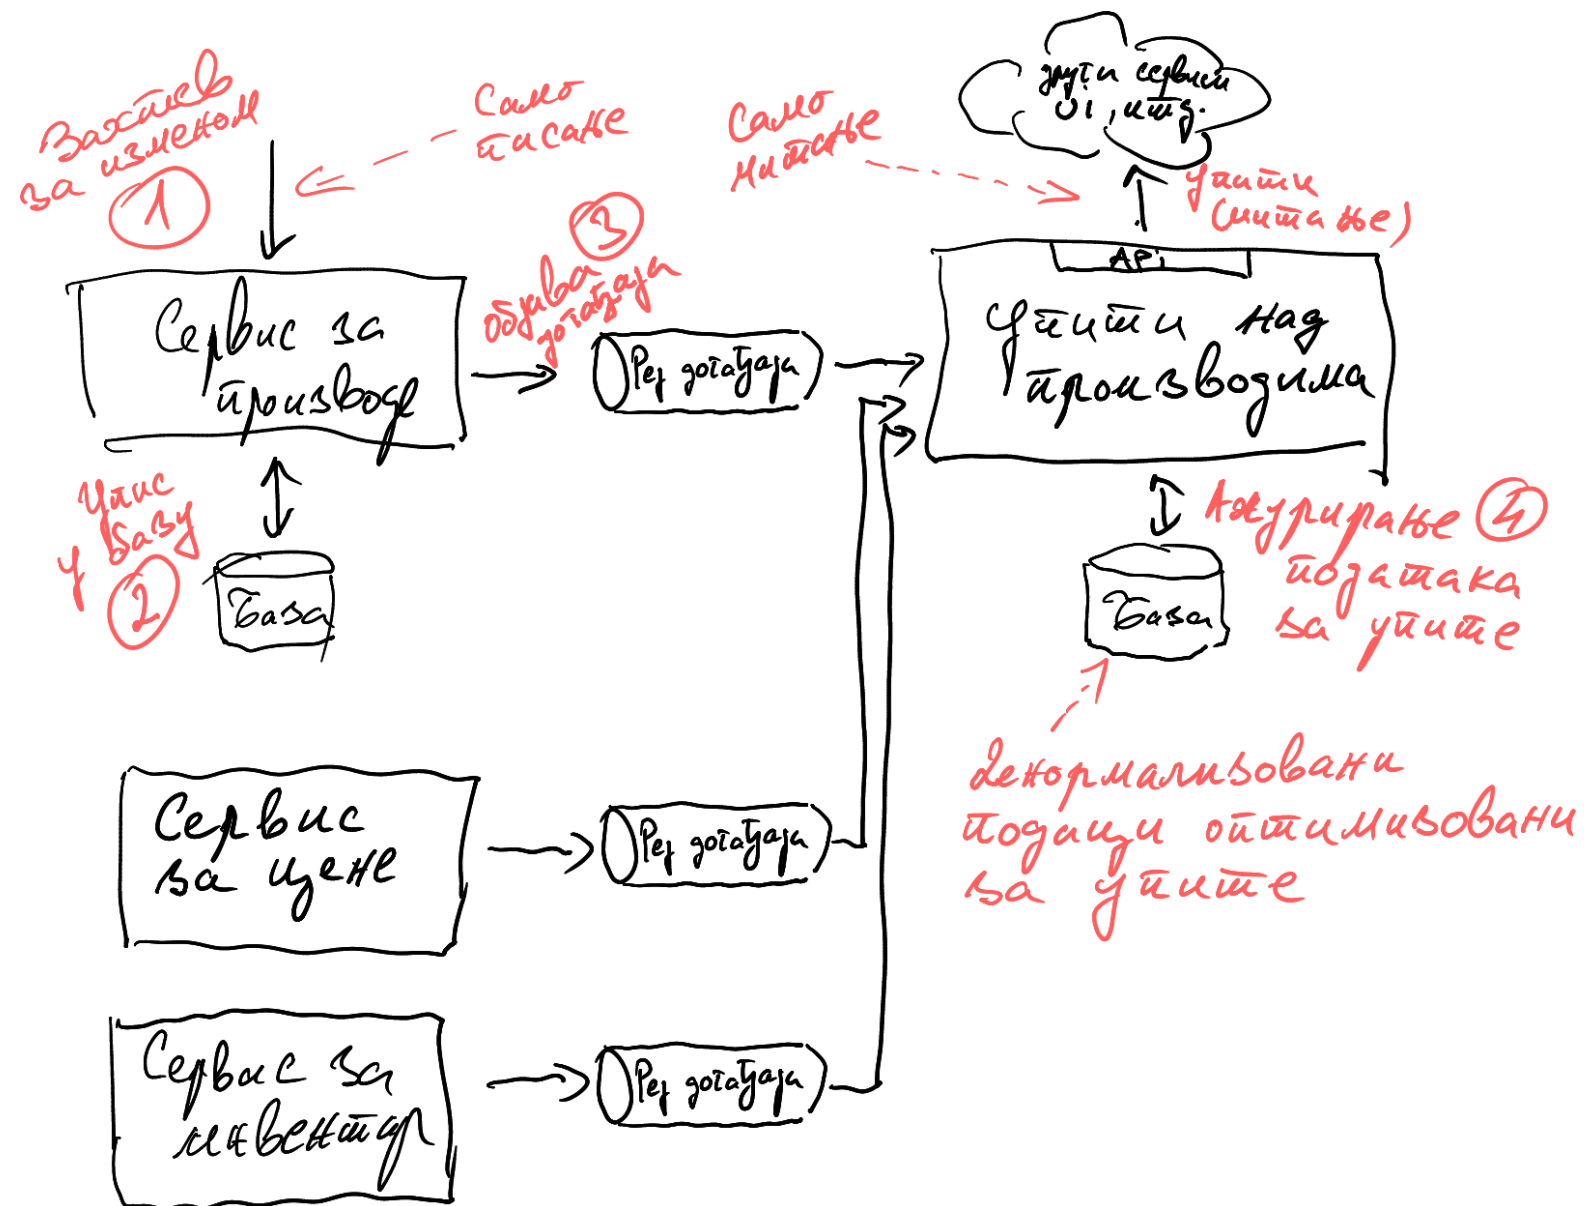 други сервиси
UI, итд.
Захтев
за изменом
1
само
писање
само
читање
упити
(читање)
3
објава
догађаја
API
Сервис за
производе
Ред догађаја
Упити над
производима
Упис
у базу
2
База
Ажурирање 4
података
за упите
База
Денормализовани
подаци оптимизовани
за упите
Сервис
за цене
Ред догађаја
Сервис за
инвентар
Ред догађаја